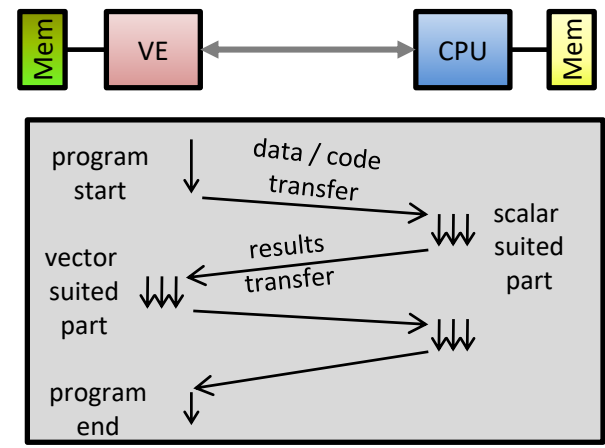 Mem
VE
CPU
Mem
program
start
data / code
transfer
scalar
suited
part
results
transfer
vector
suited
part
program
end